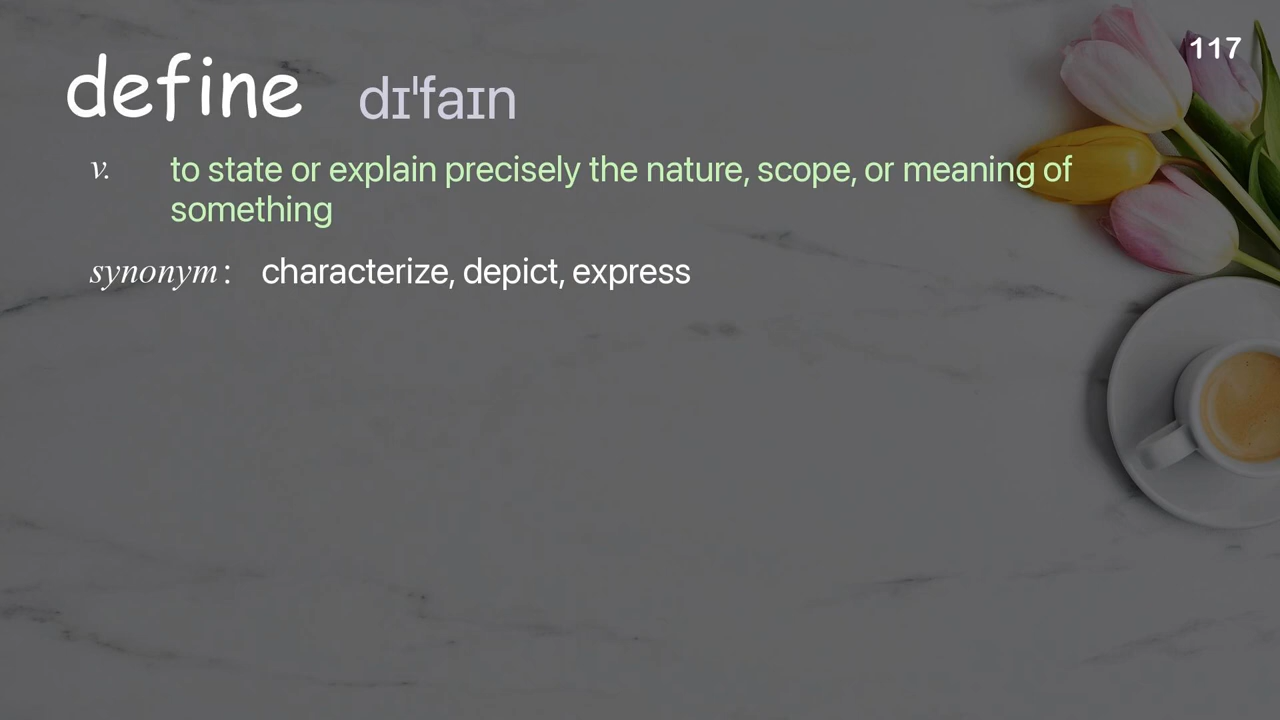 117
define dɪˈfaɪn
v. to state or explain precisely the nature, scope, or meaning of
something
synonym : characterize, depict, express